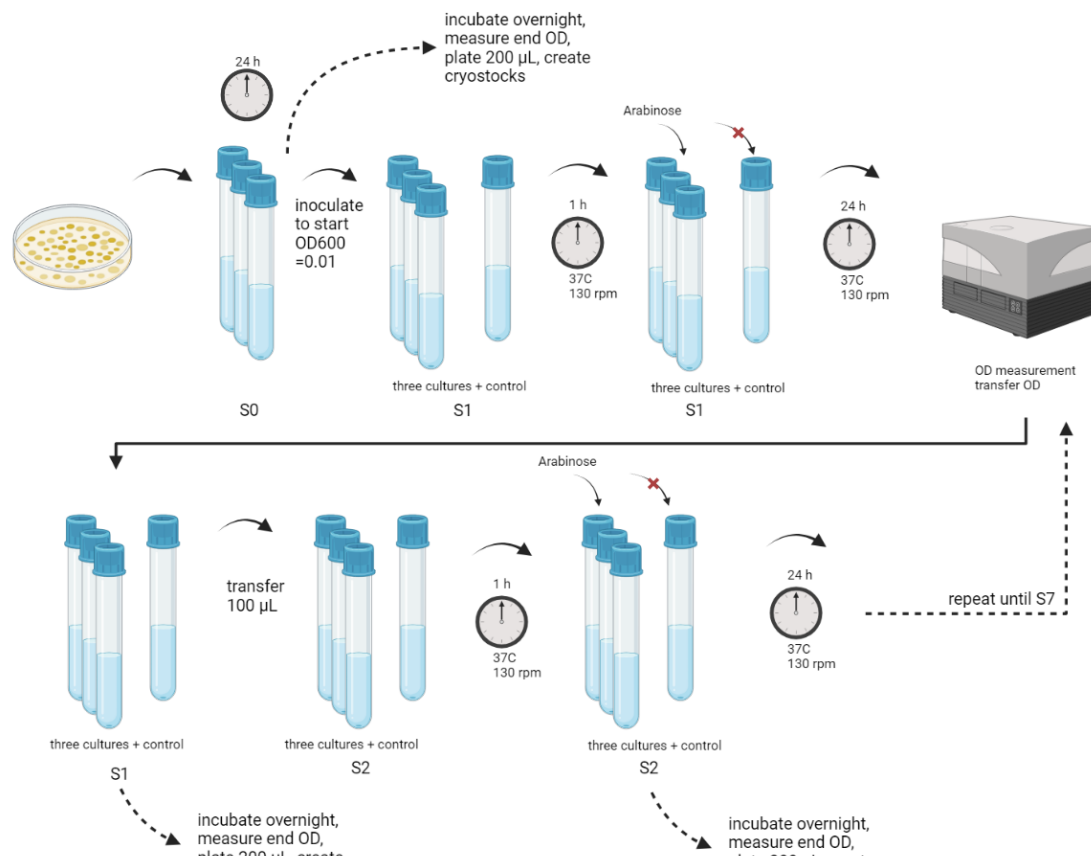 incubate overnight,
measure end OD,
plate 200 µL, create
cryostocks
24 h
Arabinose
inoculate
to start
OD600
=0.01
1 h
37C
130 rpm
24 h
37C
130 rpm
three cultures + control
three cultures + control
OD measurement
transfer OD
S0
S1
S1
Arabinose
transfer
100 µL
1 h
37C
130 rpm
24 h
37C
130 rpm
repeat until S7
three cultures + control
three cultures + control
three cultures + control
S1
S2
S2
incubate overnight,
measure end OD,
plate 200 µL, create
incubate overnight,
measure end OD,